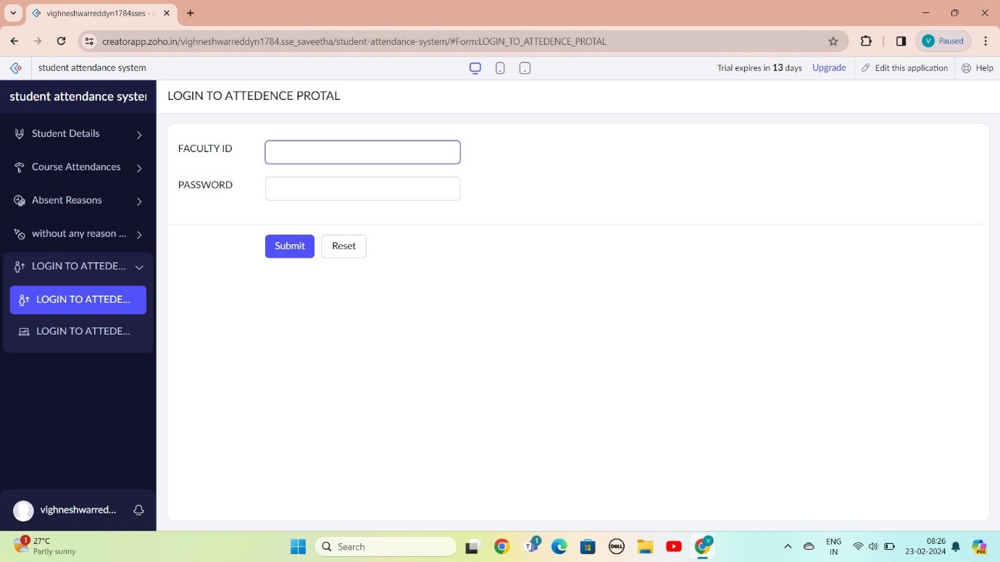 vighneshwarreddyn1784sses - s
creatorapp.zoho.in/vighneshwarreddyn1784.sse_saveetha/student-attendance-system/#Form:LOGIN_TO_ATTEDENCE_PROTAL
V Paused
student attendance system
Trial expires in 13 days Upgrade Edit this application Help
student attendance syster
LOGIN TO ATTEDENCE PROTAL
Student Details
Course Attendances
Absent Reasons
without any reason ...
LOGIN TO ATTEDE...
LOGIN TO ATTEDE...
LOGIN TO ATTEDE...
FACULTY ID
PASSWORD
Submit Reset
vighneshwarred...
1 27°C
Partly sunny
Search
1
DELL
V
ENG
IN
08:26
23-02-2024
PRE